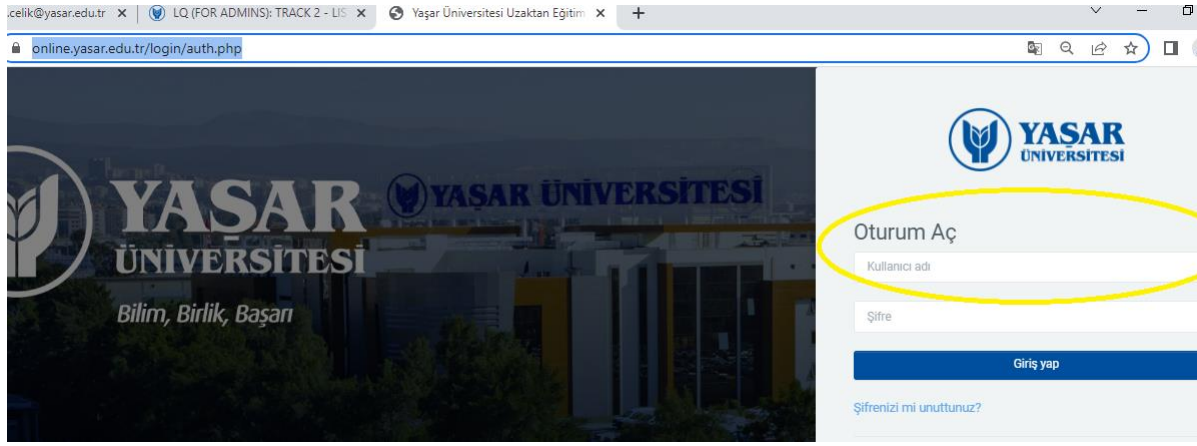 .celik@yasar.edu.tr
LQ (FOR ADMINS): TRACK 2 - LIS
Yaşar Üniversitesi Uzaktan Eğitim
online.yasar.edu.tr/login/auth.php
YAŞAR
ÜNİVERSİTESİ
Bilim, Birlik, Başarı
YAŞAR ÜNİVERSİTESİ
YAŞAR
ÜNİVERSİTESİ
Oturum Aç
Kullanıcı adı
Şifre
Giriş yap
Şifrenizi mi unuttunuz?